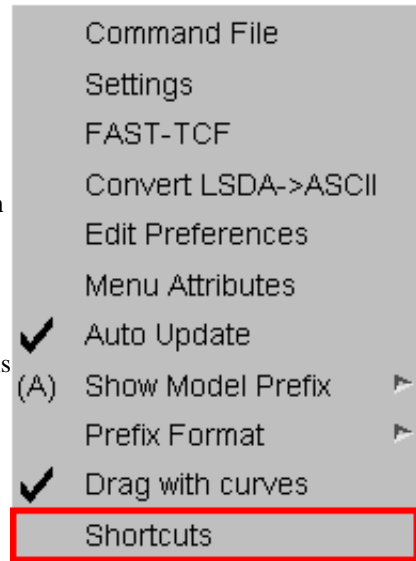 Command File
Settings
FAST-TCF
Convert LSDA->ASCII
Edit Preferences
Menu Attributes
Auto Update
(A) Show Model Prefix
Prefix Format
Drag with curves
Shortcuts